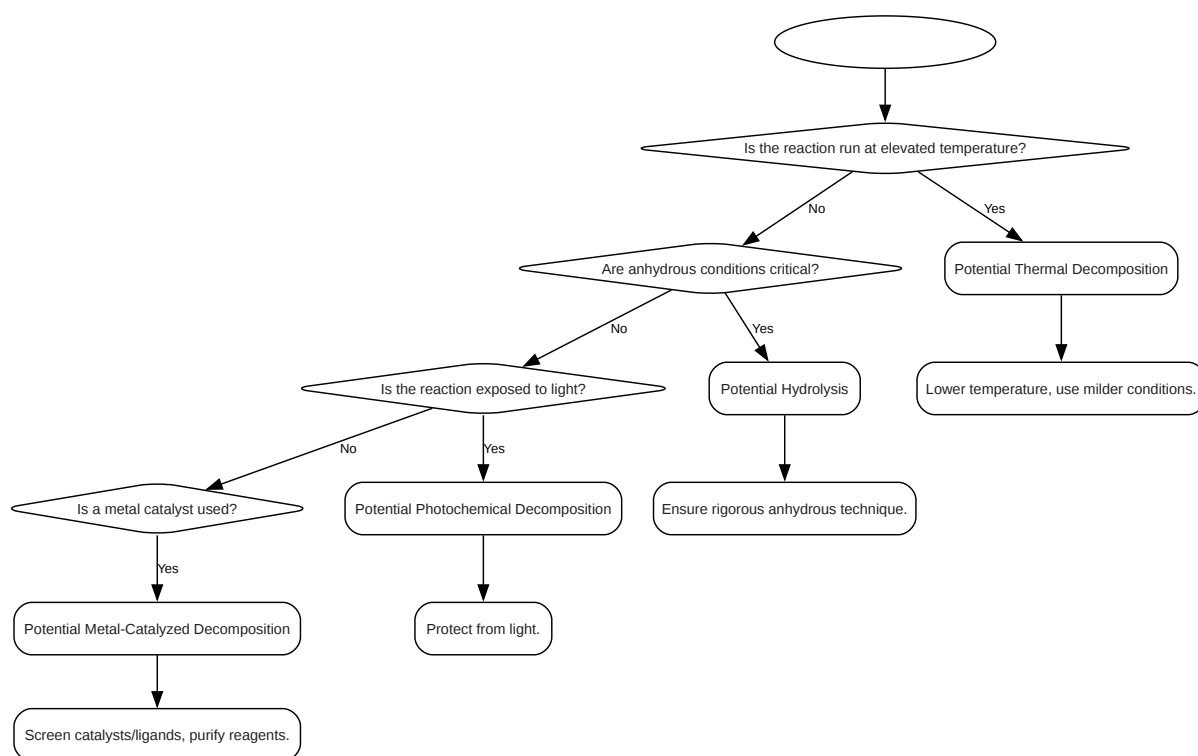 Is the reaction run at elevated temperature?
No
Yes
Are anhydrous conditions critical?
Potential Thermal Decomposition
No
Yes
Is the reaction exposed to light?
Potential Hydrolysis
Lower temperature, use milder conditions.
No
Yes
Is a metal catalyst used?
Potential Photochemical Decomposition
Ensure rigorous anhydrous technique.
Yes
Potential Metal-Catalyzed Decomposition
Protect from light.
Screen catalysts/ligands, purify reagents.